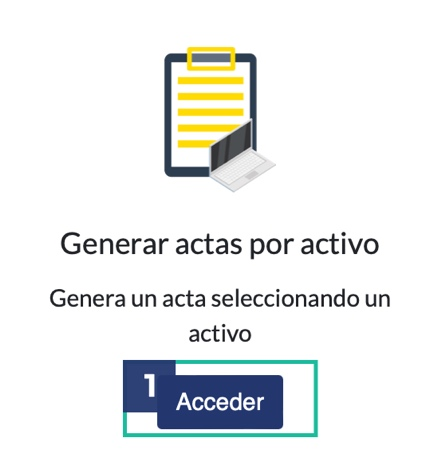 Generar actas por activo
Genera un acta seleccionando un
activo
1
Acceder